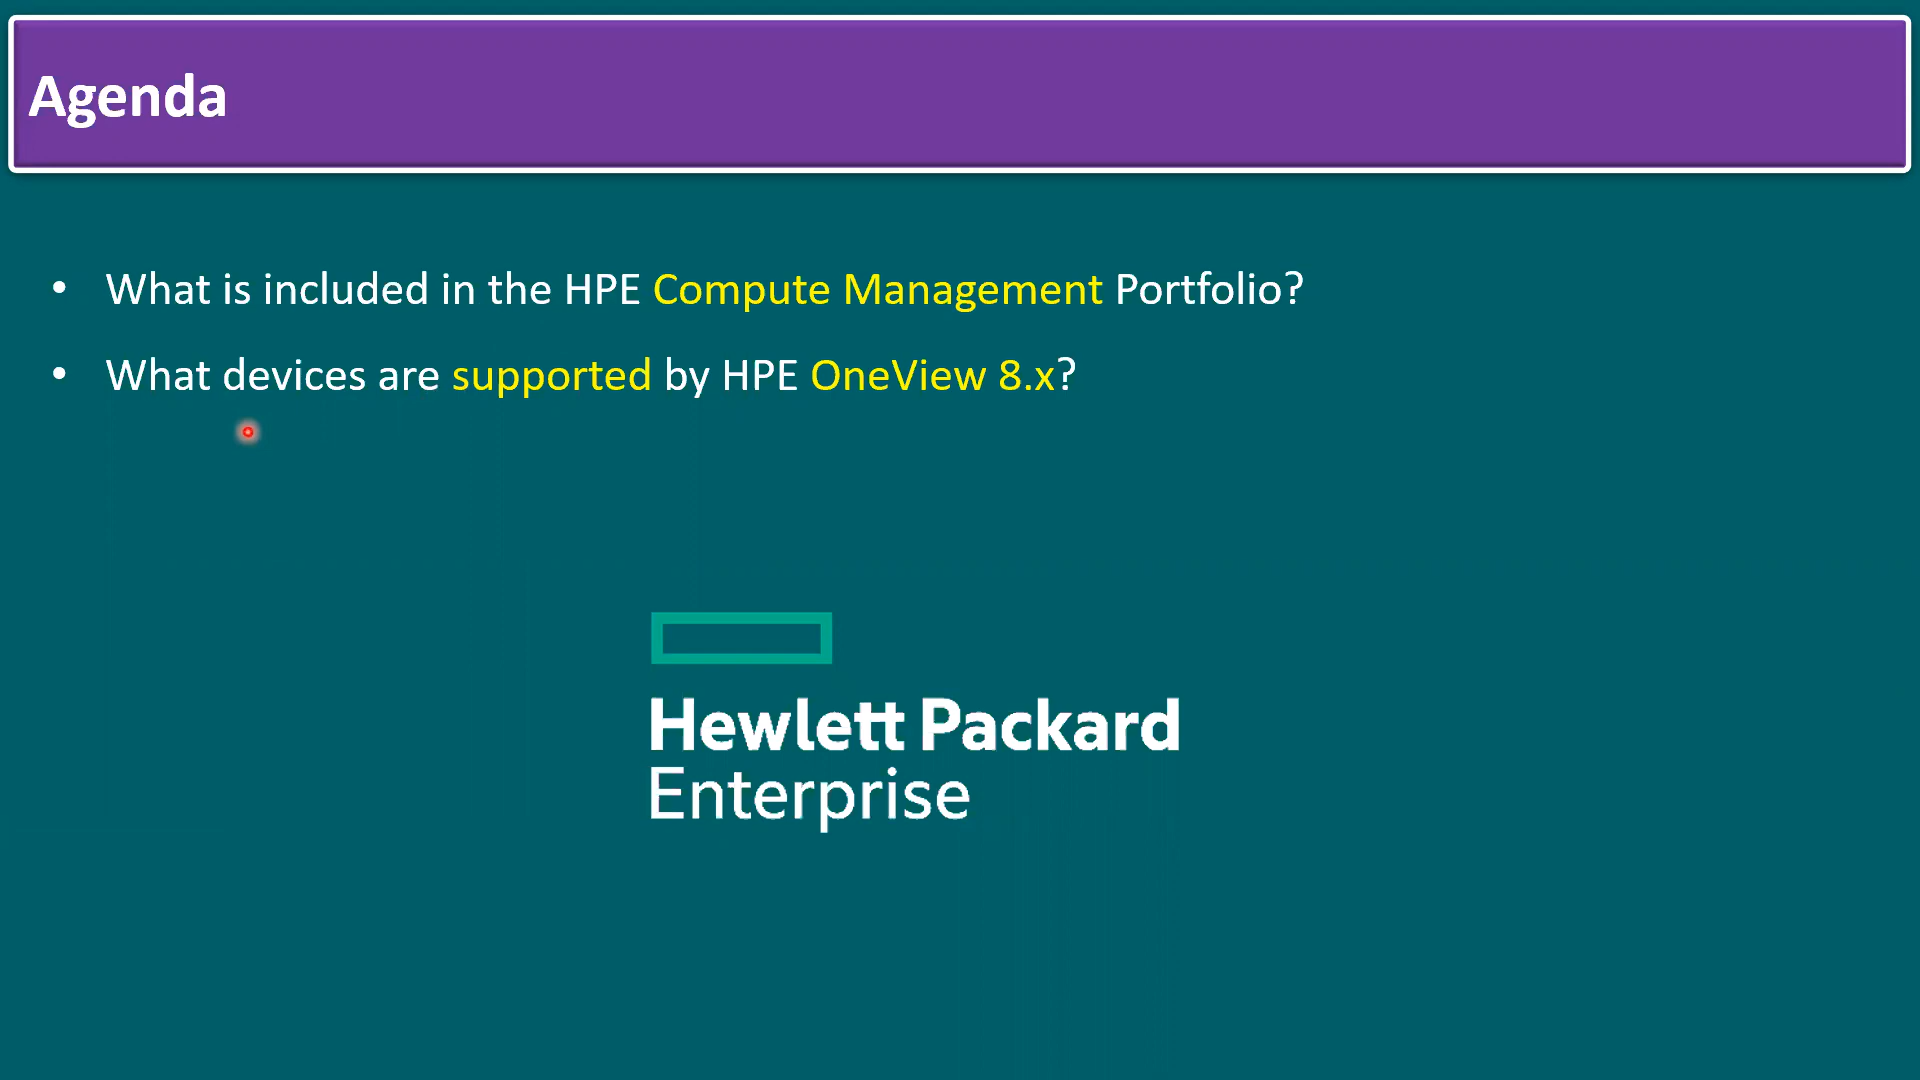 Agenda
• What is included in the HPE Compute Management Portfolio?
• What devices are supported by HPE OneView 8.x?
Hewlett Packard
Enterprise